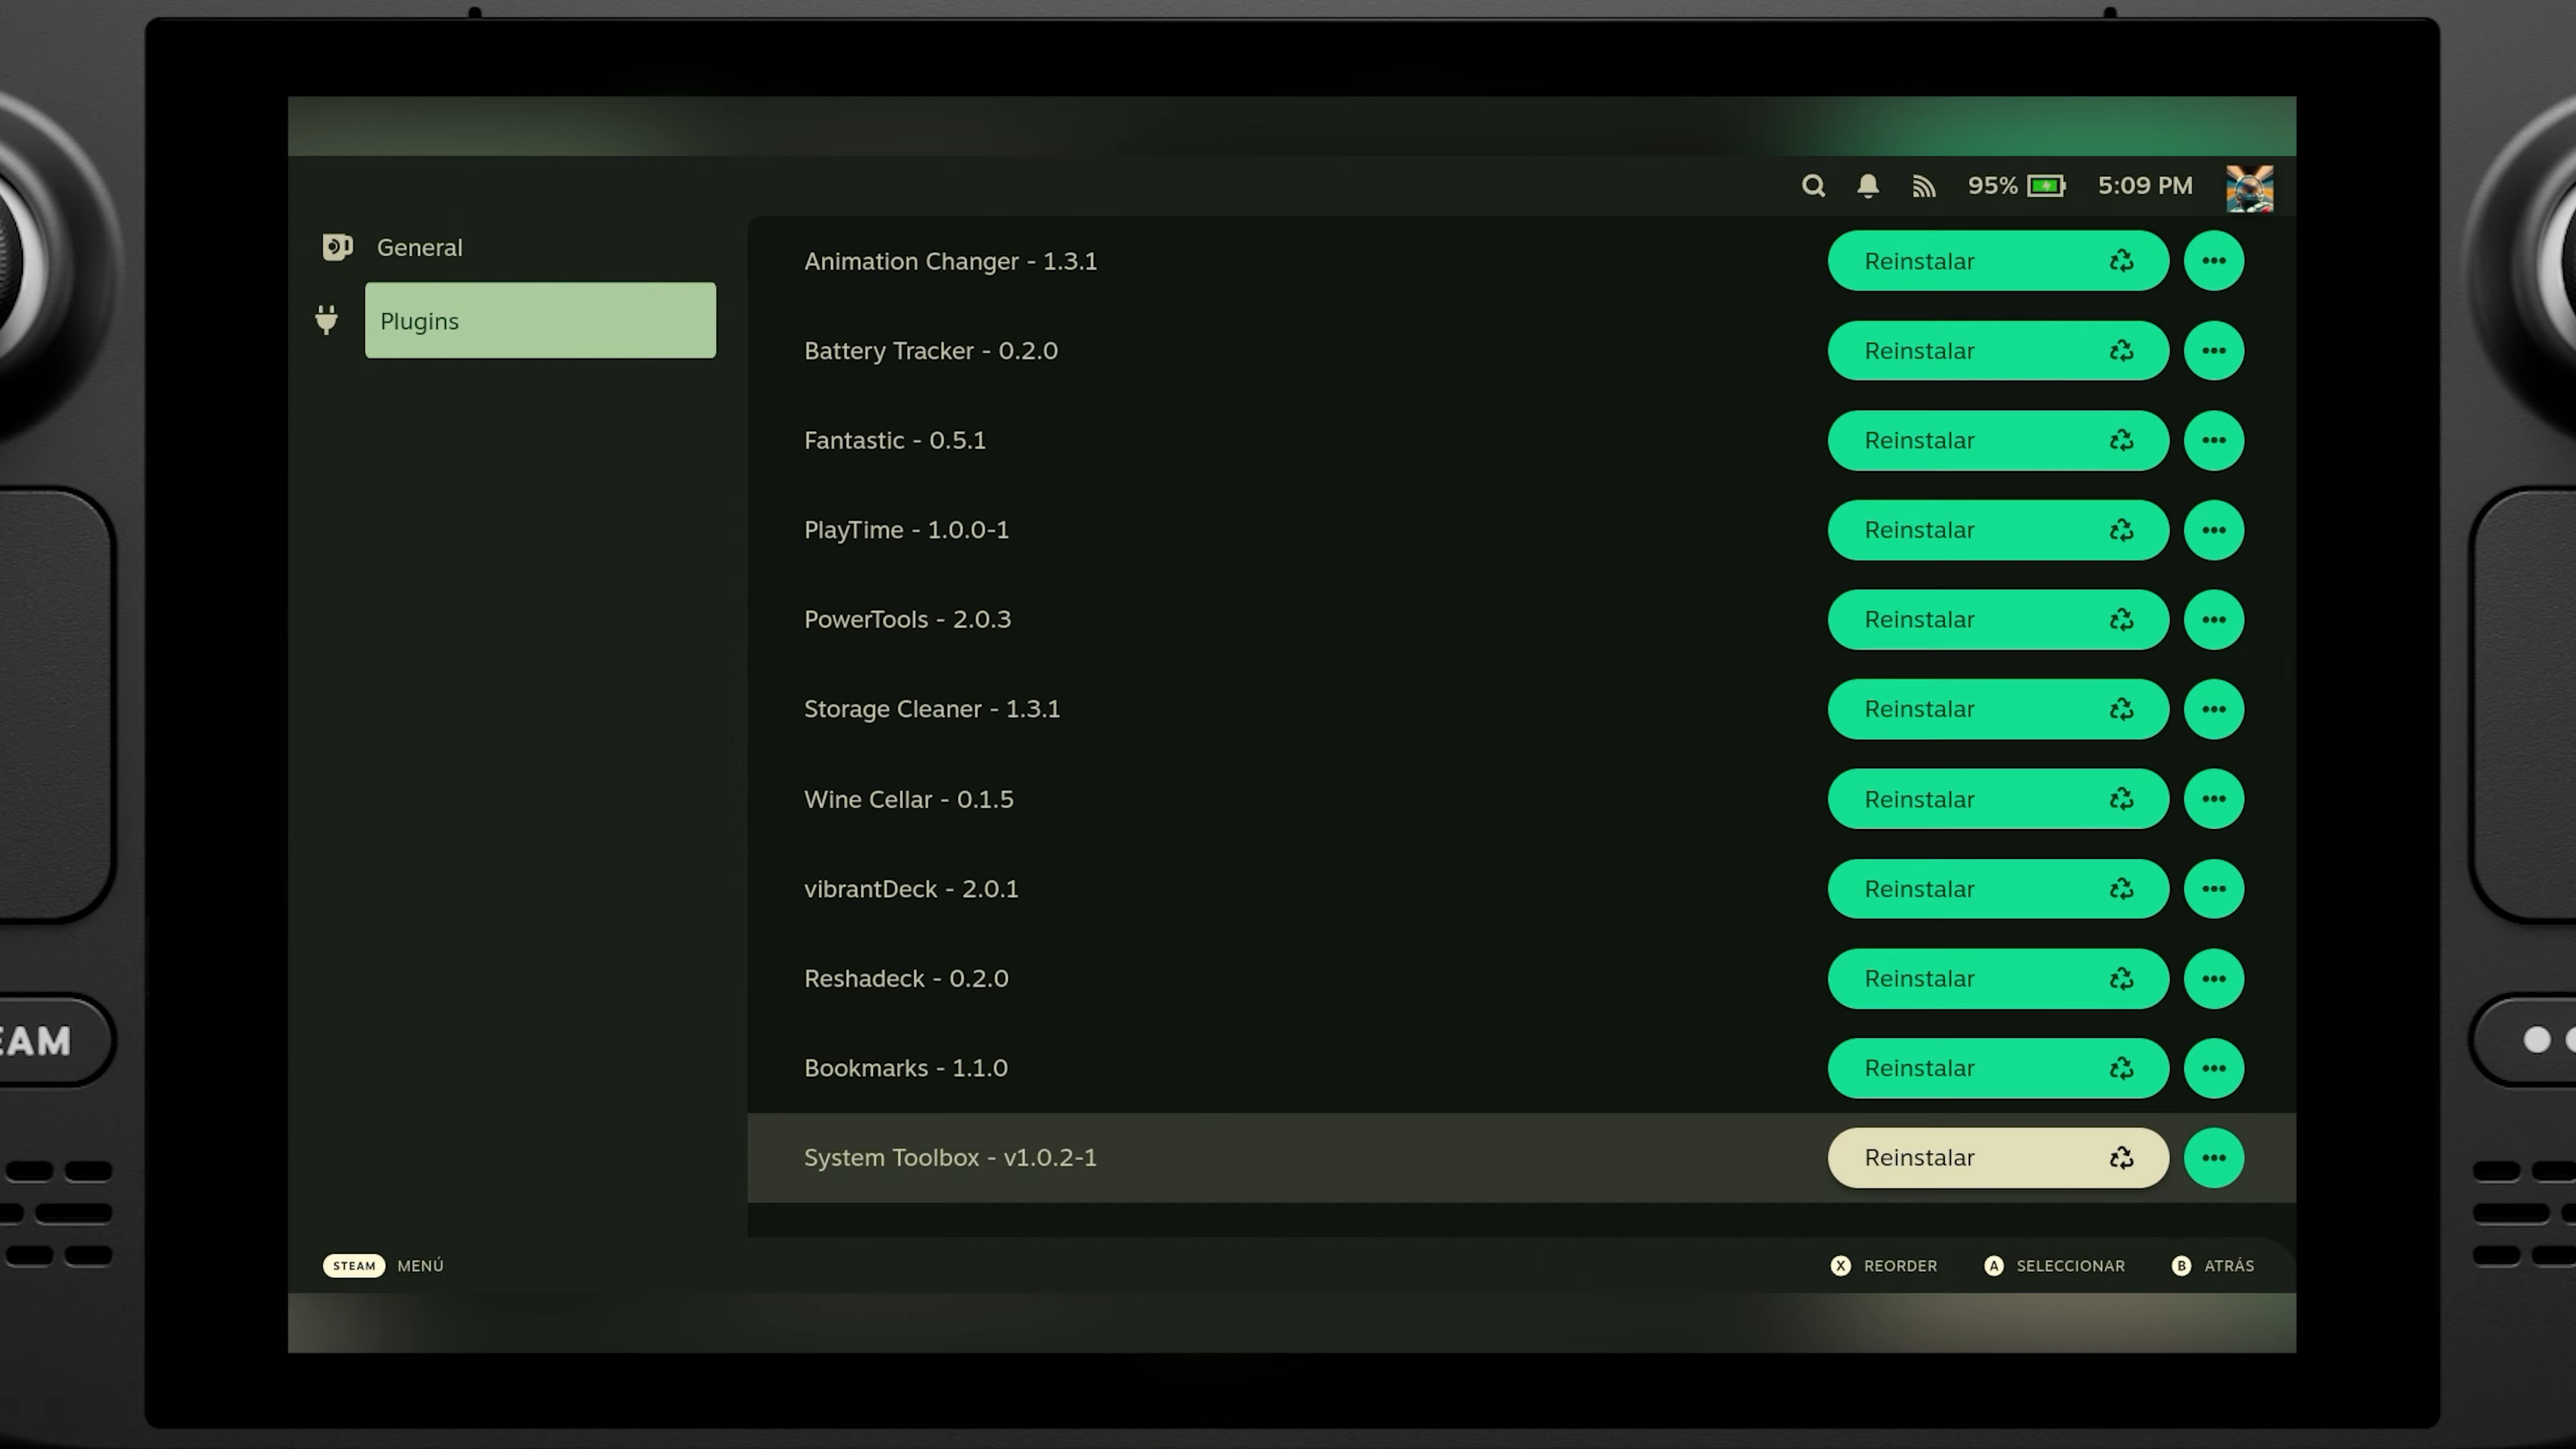 95%
5:09 PM
General
Plugins
Animation Changer - 1.3.1
Reinstalar
Battery Tracker - 0.2.0
Reinstalar
Fantastic - 0.5.1
Reinstalar
PlayTime - 1.0.0-1
Reinstalar
PowerTools - 2.0.3
Reinstalar
Storage Cleaner - 1.3.1
Reinstalar
Wine Cellar - 0.1.5
Reinstalar
vibrantDeck - 2.0.1
Reinstalar
Reshadeck - 0.2.0
Reinstalar
Bookmarks - 1.1.0
Reinstalar
System Toolbox - v1.0.2-1
Reinstalar
EAM
STEAM MENÚ
X REORDER A SELECCIONAR B ATRÁS